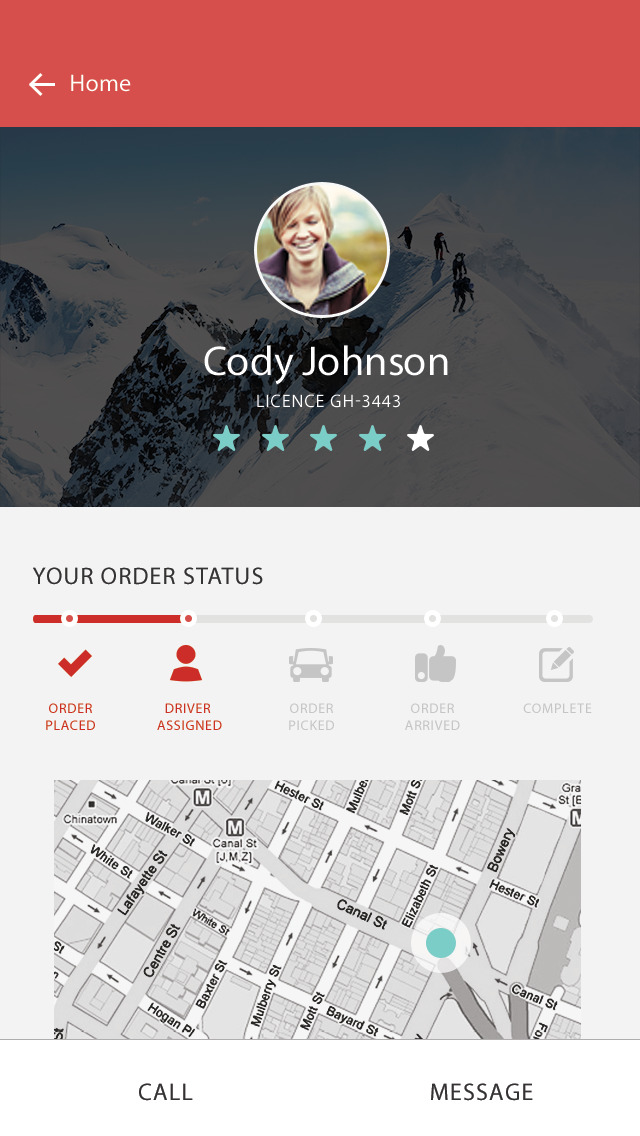 Home
Cody Johnson
LICENCE GH-3443
YOUR ORDER STATUS
ORDER
PLACED
DRIVER
ASSIGNED
ORDER
PICKED
ORDER
ARRIVED
COMPLETE
Canal St [J]
M
Chinatown
Walker St
M
Canal St
[J,M,Z]
Hester St
Mulbe
Mott S
Gra
St [E
M
White St
Lafayette St
White St
Centre St
Baxter St
Mulberry St
Mott St
Canal St
Elizabeth St
Bowery
Hester St
Canal St
Bayard St
Hogan Pl
St
For
CALL
MESSAGE